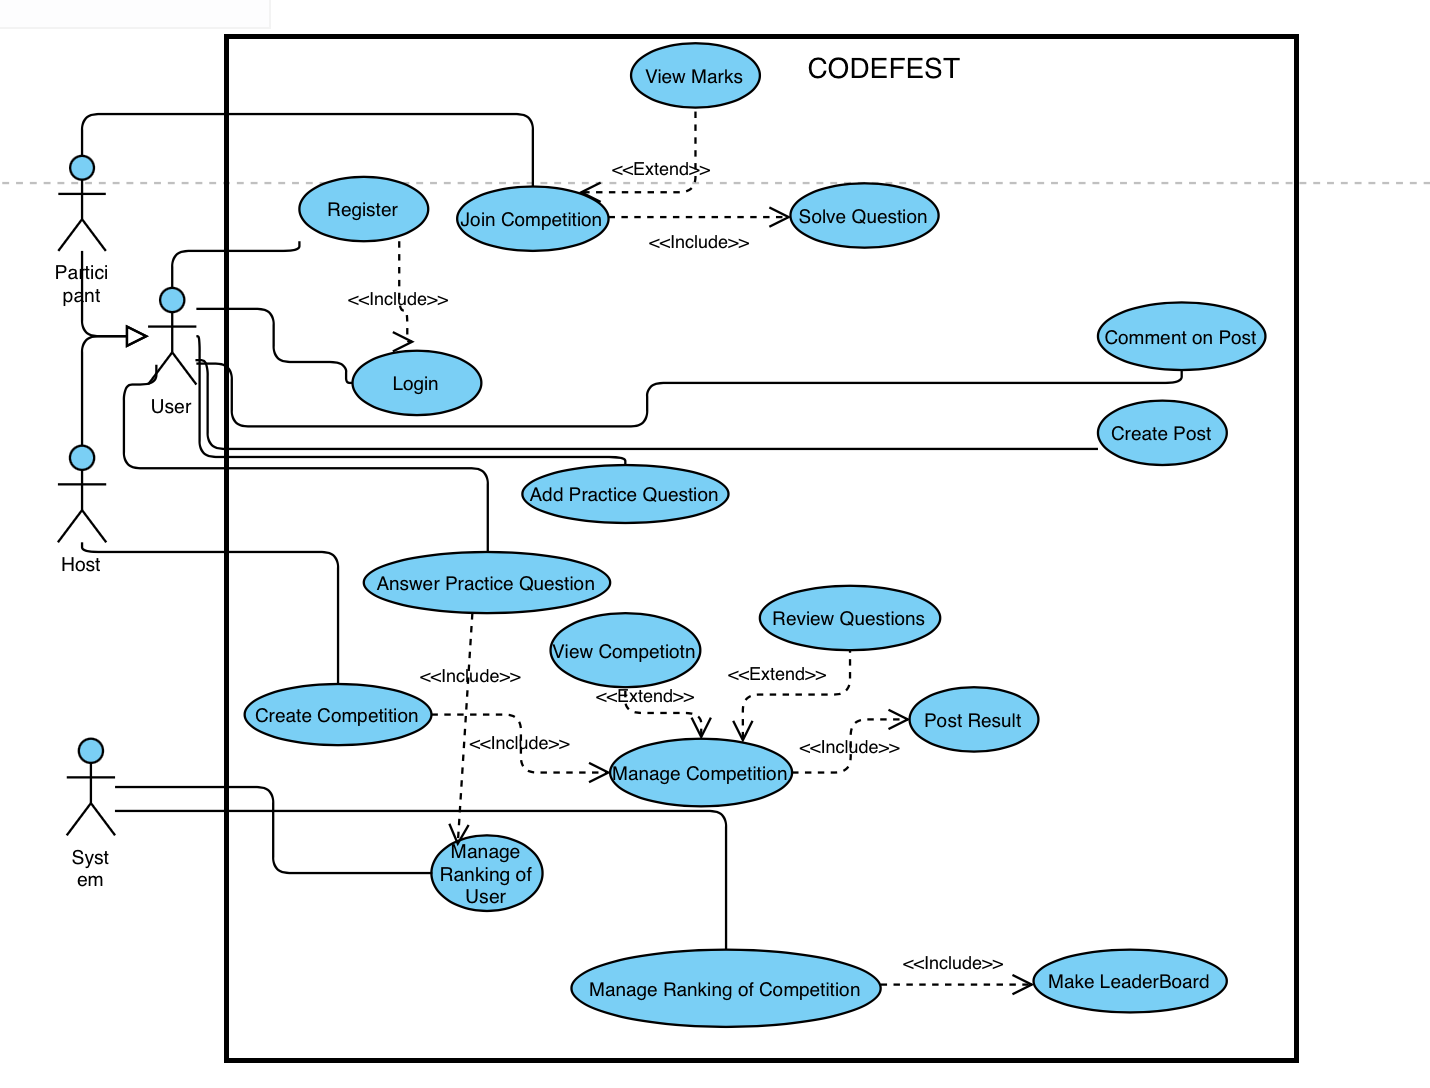 View Marks
CODEFEST
<<Extend>>
Register
Join Competition
Solve Question
<<Include>>
Partici
pant
<<Include>>
Comment on Post
Login
User
Create Post
Add Practice Question
Host
Answer Practice Question
Review Questions
View Competiotn
<<Include>>
<<Extend>>
<<Extend>>
Create Competition
Post Result
<<Include>>
<<Include>>
Manage Competition
Syst
em
Manage
Ranking of
User
<<Include>>
Manage Ranking of Competition
Make LeaderBoard